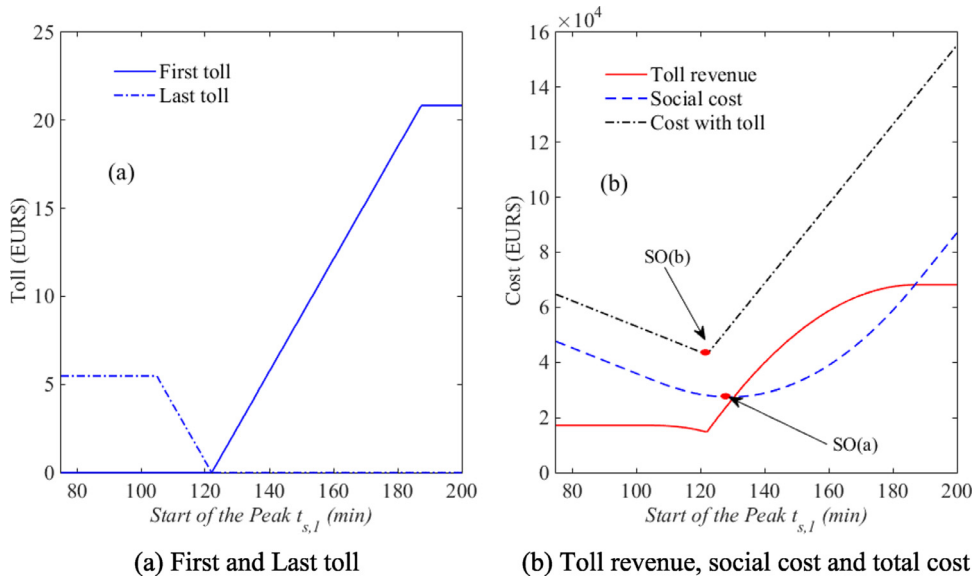 25
20
15
10
5
0
Toll (EURS)
First toll
Last toll
(a)
80 100 120 140 160 180 200
Start of the Peak t_{s,1} (min)
(a) First and Last toll
×10^4
16
14
12
10
8
6
4
2
0
Cost (EURS)
Toll revenue
Social cost
Cost with toll
(b)
SO(b)
SO(a)
80 100 120 140 160 180 200
Start of the Peak t_{s,1} (min)
(b) Toll revenue, social cost and total cost